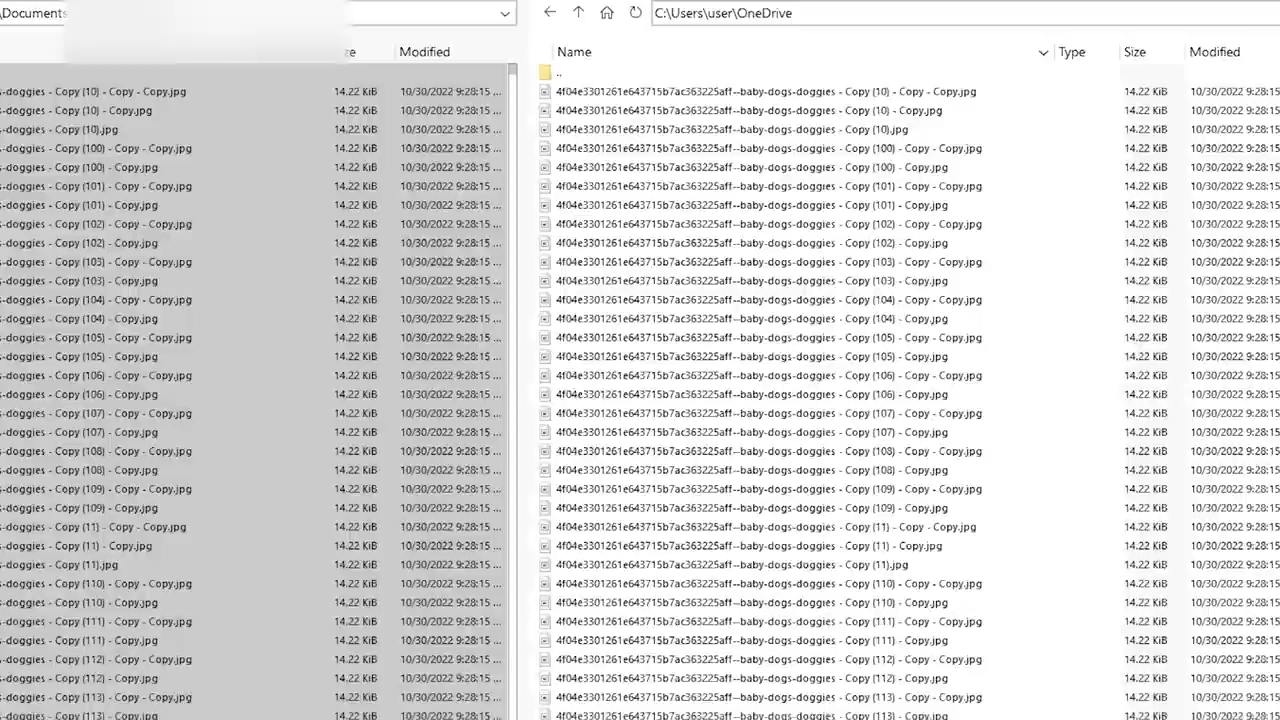 \Documents
ze Modified
s-doggies - Copy (10) - Copy - Copy.jpg 14.22 KiB 10/30/2022 9:28:15 ...
s-doggies - Copy (10) - Copy.jpg 14.22 KiB 10/30/2022 9:28:15 ...
s-doggies - Copy (10).jpg 14.22 KiB 10/30/2022 9:28:15 ...
s-doggies - Copy (100) - Copy - Copy.jpg 14.22 KiB 10/30/2022 9:28:15 ...
s-doggies - Copy (100) - Copy.jpg 14.22 KiB 10/30/2022 9:28:15 ...
s-doggies - Copy (101) - Copy - Copy.jpg 14.22 KiB 10/30/2022 9:28:15 ...
s-doggies - Copy (101) - Copy.jpg 14.22 KiB 10/30/2022 9:28:15 ...
s-doggies - Copy (102) - Copy - Copy.jpg 14.22 KiB 10/30/2022 9:28:15 ...
s-doggies - Copy (102) - Copy.jpg 14.22 KiB 10/30/2022 9:28:15 ...
s-doggies - Copy (103) - Copy - Copy.jpg 14.22 KiB 10/30/2022 9:28:15 ...
s-doggies - Copy (103) - Copy.jpg 14.22 KiB 10/30/2022 9:28:15 ...
s-doggies - Copy (104) - Copy - Copy.jpg 14.22 KiB 10/30/2022 9:28:15 ...
s-doggies - Copy (104) - Copy.jpg 14.22 KiB 10/30/2022 9:28:15 ...
s-doggies - Copy (105) - Copy - Copy.jpg 14.22 KiB 10/30/2022 9:28:15 ...
s-doggies - Copy (105) - Copy.jpg 14.22 KiB 10/30/2022 9:28:15 ...
s-doggies - Copy (106) - Copy - Copy.jpg 14.22 KiB 10/30/2022 9:28:15 ...
s-doggies - Copy (106) - Copy.jpg 14.22 KiB 10/30/2022 9:28:15 ...
s-doggies - Copy (107) - Copy - Copy.jpg 14.22 KiB 10/30/2022 9:28:15 ...
s-doggies - Copy (107) - Copy.jpg 14.22 KiB 10/30/2022 9:28:15 ...
s-doggies - Copy (108) - Copy - Copy.jpg 14.22 KiB 10/30/2022 9:28:15 ...
s-doggies - Copy (108) - Copy.jpg 14.22 KiB 10/30/2022 9:28:15 ...
s-doggies - Copy (109) - Copy - Copy.jpg 14.22 KiB 10/30/2022 9:28:15 ...
s-doggies - Copy (109) - Copy.jpg 14.22 KiB 10/30/2022 9:28:15 ...
s-doggies - Copy (11) - Copy - Copy.jpg 14.22 KiB 10/30/2022 9:28:15 ...
s-doggies - Copy (11) - Copy.jpg 14.22 KiB 10/30/2022 9:28:15 ...
s-doggies - Copy 14.22 KiB 10/30/2022 9:28:15 ...
s-doggies - Copy (110) - Copy - Copy.jpg 14.22 KiB 10/30/2022 9:28:15 ...
s-doggies - Copy (110) - Copy.jpg 14.22 KiB 10/30/2022 9:28:15 ...
s-doggies - Copy (111) - Copy - Copy.jpg 14.22 KiB 10/30/2022 9:28:15 ...
s-doggies - Copy (111) - Copy.jpg 14.22 KiB 10/30/2022 9:28:15 ...
s-doggies - Copy (112) - Copy - Copy.jpg 14.22 KiB 10/30/2022 9:28:15 ...
s-doggies - Copy (112) - Copy.jpg 14.22 KiB 10/30/2022 9:28:15 ...
s-doggies - Copy (113) - Copy - Copy.jpg 14.22 KiB 10/30/2022 9:28:15 ...
s-doggies - Copy (113) - Copy.jpg 14.22 KiB 10/30/2022 9:28:15 ...
C:\Users\user\OneDrive
Name Type Size Modified
..
4f04e3301261e643715b7ac363225aff--baby-dogs-doggies - Copy (10) - Copy - Copy.jpg 14.22 KiB 10/30/2022 9:28:15
4f04e3301261e643715b7ac363225aff--baby-dogs-doggies - Copy (10) - Copy.jpg 14.22 KiB 10/30/2022 9:28:15
4f04e3301261e643715b7ac363225aff--baby-dogs-doggies - Copy (10).jpg 14.22 KiB 10/30/2022 9:28:15
4f04e3301261e643715b7ac363225aff--baby-dogs-doggies - Copy (100) - Copy - Copy.jpg 14.22 KiB 10/30/2022 9:28:15
4f04e3301261e643715b7ac363225aff--baby-dogs-doggies - Copy (100) - Copy.jpg 14.22 KiB 10/30/2022 9:28:15
4f04e3301261e643715b7ac363225aff--baby-dogs-doggies - Copy (101) - Copy - Copy.jpg 14.22 KiB 10/30/2022 9:28:15
4f04e3301261e643715b7ac363225aff--baby-dogs-doggies - Copy (101) - Copy.jpg 14.22 KiB 10/30/2022 9:28:15
4f04e3301261e643715b7ac363225aff--baby-dogs-doggies - Copy (102) - Copy - Copy.jpg 14.22 KiB 10/30/2022 9:28:15
4f04e3301261e643715b7ac363225aff--baby-dogs-doggies - Copy (102) - Copy.jpg 14.22 KiB 10/30/2022 9:28:15
4f04e3301261e643715b7ac363225aff--baby-dogs-doggies - Copy (103) - Copy - Copy.jpg 14.22 KiB 10/30/2022 9:28:15
4f04e3301261e643715b7ac363225aff--baby-dogs-doggies - Copy (103) - Copy.jpg 14.22 KiB 10/30/2022 9:28:15
4f04e3301261e643715b7ac363225aff--baby-dogs-doggies - Copy (104) - Copy - Copy.jpg 14.22 KiB 10/30/2022 9:28:15
4f04e3301261e643715b7ac363225aff--baby-dogs-doggies - Copy (104) - Copy.jpg 14.22 KiB 10/30/2022 9:28:15
4f04e3301261e643715b7ac363225aff--baby-dogs-doggies - Copy (105) - Copy - Copy.jpg 14.22 KiB 10/30/2022 9:28:15
4f04e3301261e643715b7ac363225aff--baby-dogs-doggies - Copy (105) - Copy.jpg 14.22 KiB 10/30/2022 9:28:15
4f04e3301261e643715b7ac363225aff--baby-dogs-doggies - Copy (106) - Copy - Copy.jpg 14.22 KiB 10/30/2022 9:28:15
4f04e3301261e643715b7ac363225aff--baby-dogs-doggies - Copy (106) - Copy.jpg 14.22 KiB 10/30/2022 9:28:15
4f04e3301261e643715b7ac363225aff--baby-dogs-doggies - Copy (107) - Copy - Copy.jpg 14.22 KiB 10/30/2022 9:28:15
4f04e3301261e643715b7ac363225aff--baby-dogs-doggies - Copy (107) - Copy.jpg 14.22 KiB 10/30/2022 9:28:15
4f04e3301261e643715b7ac363225aff--baby-dogs-doggies - Copy (108) - Copy - Copy.jpg 14.22 KiB 10/30/2022 9:28:15
4f04e3301261e643715b7ac363225aff--baby-dogs-doggies - Copy (108) - Copy.jpg 14.22 KiB 10/30/2022 9:28:15
4f04e3301261e643715b7ac363225aff--baby-dogs-doggies - Copy (109) - Copy - Copy.jpg 14.22 KiB 10/30/2022 9:28:15
4f04e3301261e643715b7ac363225aff--baby-dogs-doggies - Copy (109) - Copy.jpg 14.22 KiB 10/30/2022 9:28:15
4f04e3301261e643715b7ac363225aff--baby-dogs-doggies - Copy (11) - Copy - Copy.jpg 14.22 KiB 10/30/2022 9:28:15
4f04e3301261e643715b7ac363225aff--baby-dogs-doggies - Copy (11) - Copy.jpg 14.22 KiB 10/30/2022 9:28:15
4f04e3301261e643715b7ac363225aff--baby-dogs-doggies - Copy (11).jpg 14.22 KiB 10/30/2022 9:28:15
4f04e3301261e643715b7ac363225aff--baby-dogs-doggies - Copy (110) - Copy - Copy.jpg 14.22 KiB 10/30/2022 9:28:15
4f04e3301261e643715b7ac363225aff--baby-dogs-doggies - Copy (110) - Copy.jpg 14.22 KiB 10/30/2022 9:28:15
4f04e3301261e643715b7ac363225aff--baby-dogs-doggies - Copy (111) - Copy - Copy.jpg 14.22 KiB 10/30/2022 9:28:15
4f04e3301261e643715b7ac363225aff--baby-dogs-doggies - Copy (111) - Copy.jpg 14.22 KiB 10/30/2022 9:28:15
4f04e3301261e643715b7ac363225aff--baby-dogs-doggies - Copy (112) - Copy - Copy.jpg 14.22 KiB 10/30/2022 9:28:15
4f04e3301261e643715b7ac363225aff--baby-dogs-doggies - Copy (112) - Copy.jpg 14.22 KiB 10/30/2022 9:28:15
4f04e3301261e643715b7ac363225aff--baby-dogs-doggies - Copy (113) - Copy - Copy.jpg 14.22 KiB 10/30/2022 9:28:15
4f04e3301261e643715b7ac363225aff--baby-dogs-doggies - Copy (113) - Copy.jpg 14.22 KiB 10/30/2022 9:28:15